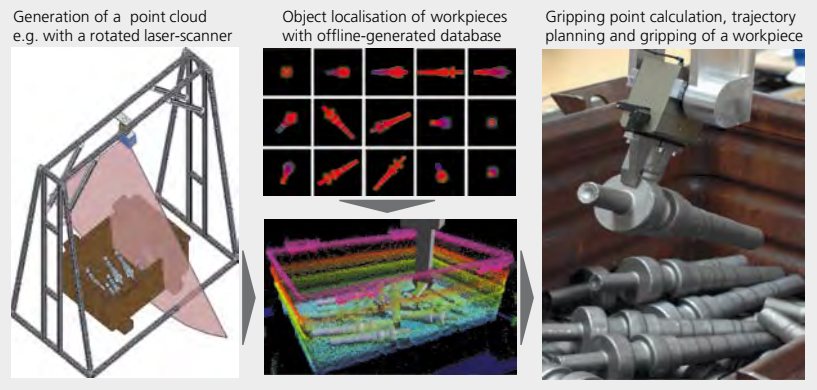 Generation of a point cloud
e.g. with a rotated laser-scanner
Object localisation of workpieces
with offline-generated database
Gripping point calculation, trajectory
planning and gripping of a workpiece